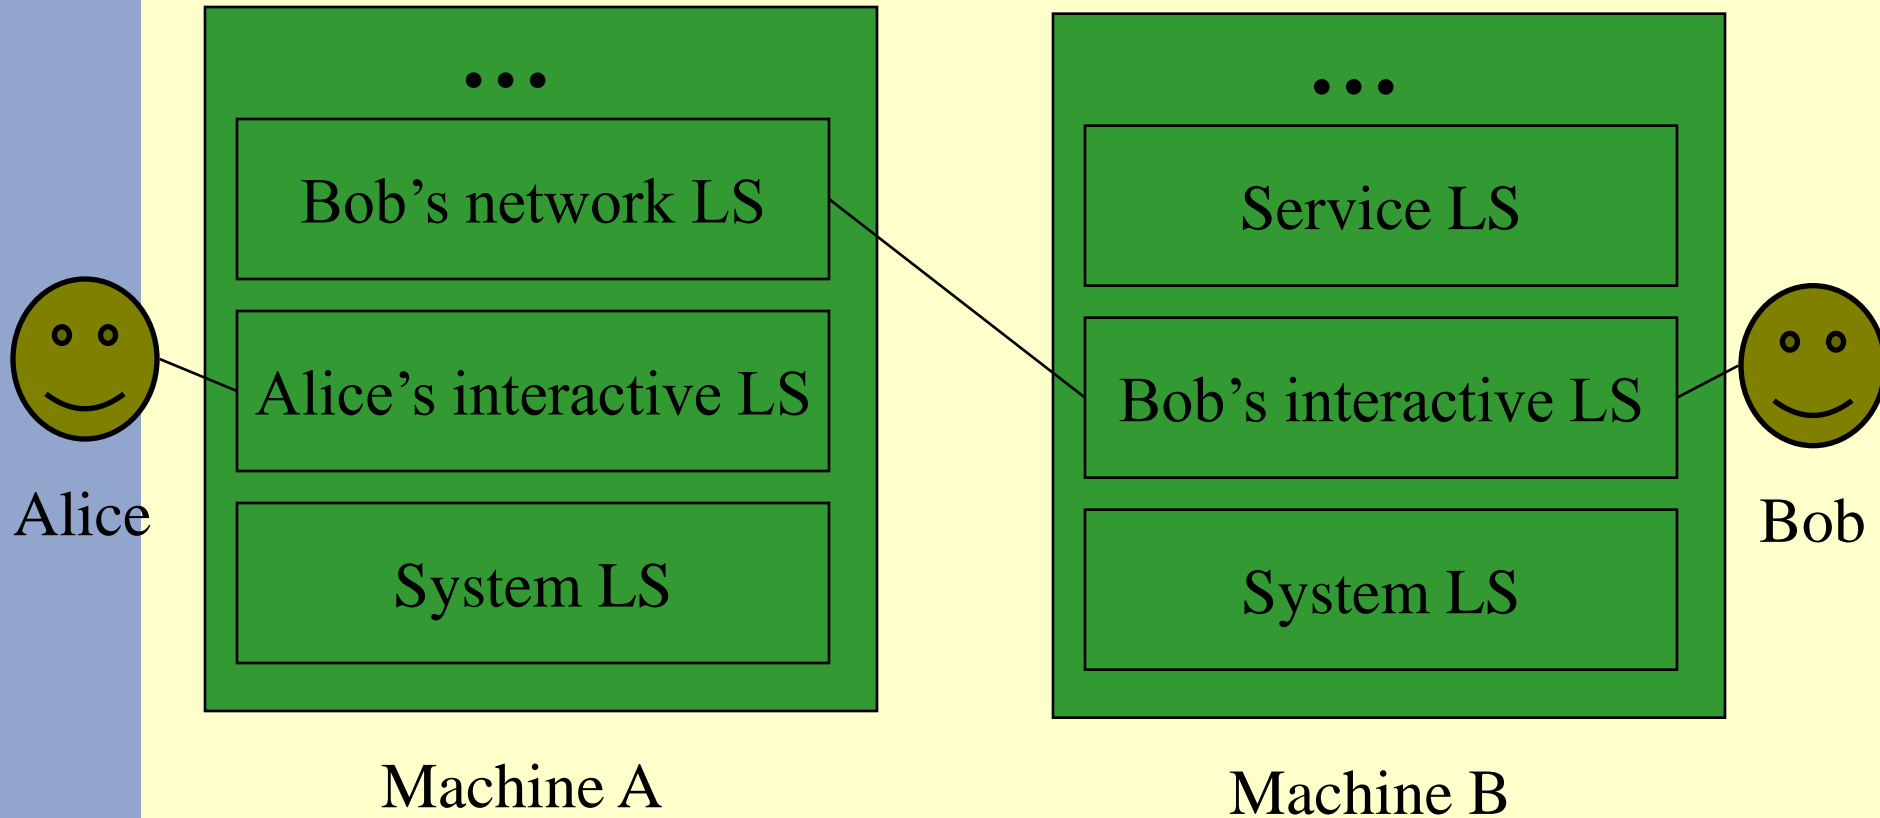 ...
Bob’s network LS
Alice’s interactive LS
System LS
Machine A
Alice
...
Service LS
Bob’s interactive LS
System LS
Machine B
Bob